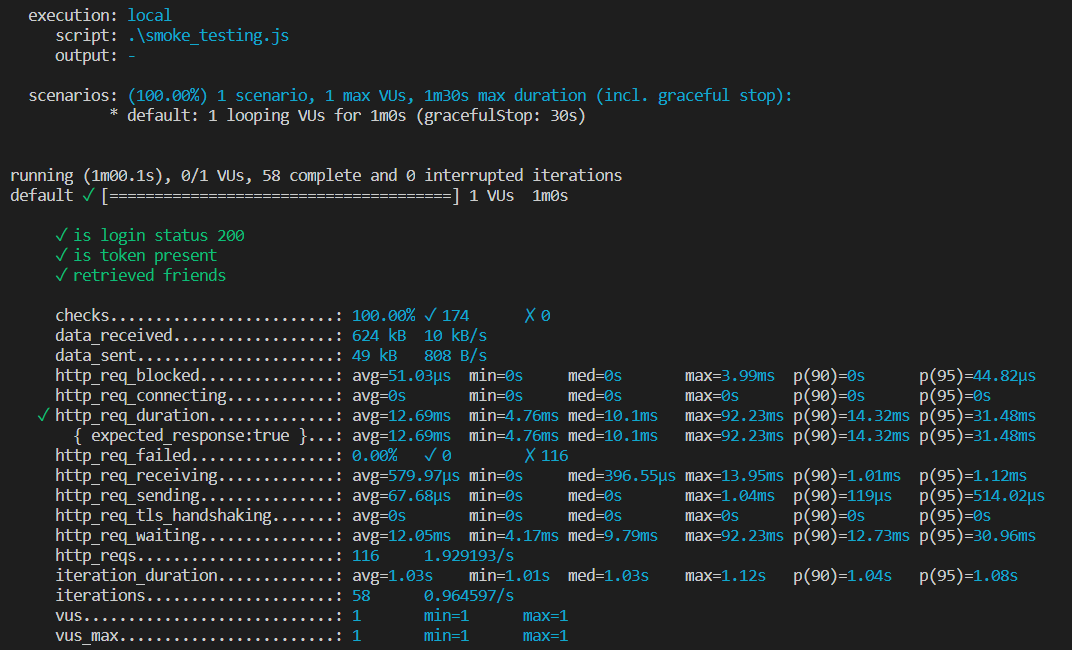 execution: local
script: .\smoke_testing.js
output: -
scenarios: (100.00%) 1 scenario, 1 max VUs, 1m30s max duration (incl. graceful stop):
* default: 1 looping VUs for 1m0s (gracefulStop: 30s)
running (1m00.1s), 0/1 VUs, 58 complete and 0 interrupted iterations
default ✓ [======================================] 1 VUs  1m0s
✓ is login status 200
✓ is token present
✓ retrieved friends
checks.........................: 100.00% ✓ 174      ✗ 0
data_received..................: 624 kB  10 kB/s
data_sent......................: 49 kB   808 B/s
http_req_blocked...............: avg=51.03µs  min=0s     med=0s       max=3.99ms  p(90)=0s      p(95)=44.82µs
http_req_connecting............: avg=0s       min=0s     med=0s       max=0s      p(90)=0s      p(95)=0s
✓ http_req_duration..............: avg=12.69ms  min=4.76ms med=10.1ms   max=92.23ms p(90)=14.32ms p(95)=31.48ms
{ expected_response:true }...: avg=12.69ms  min=4.76ms med=10.1ms   max=92.23ms p(90)=14.32ms p(95)=31.48ms
http_req_failed................: 0.00%   ✓ 0        ✗ 116
http_req_receiving.............: avg=579.97µs min=0s     med=396.55µs max=13.95ms p(90)=1.01ms  p(95)=1.12ms
http_req_sending...............: avg=67.68µs  min=0s     med=0s       max=1.04ms  p(90)=119µs   p(95)=514.02µs
http_req_tls_handshaking.......: avg=0s       min=0s     med=0s       max=0s      p(90)=0s      p(95)=0s
http_req_waiting...............: avg=12.05ms  min=4.17ms med=9.79ms   max=92.23ms p(90)=12.73ms p(95)=30.96ms
http_reqs......................: 116     1.929193/s
iteration_duration.............: avg=1.03s    min=1.01s  med=1.03s    max=1.12s   p(90)=1.04s   p(95)=1.08s
iterations.....................: 58      0.964597/s
vus............................: 1       min=1      max=1
vus_max........................: 1       min=1      max=1